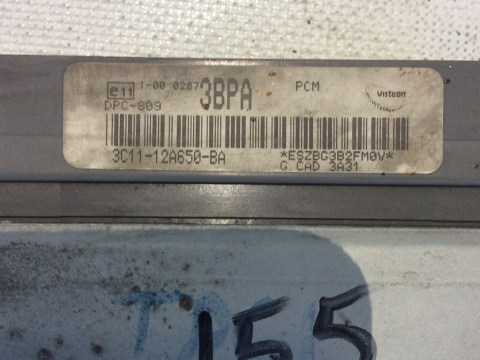 e11 1-00 0287 3BPA PCM Visteon
DPC-809
3C11-12A650-BA *ESZBG3B2FM0V*
G CAD 3A31
155